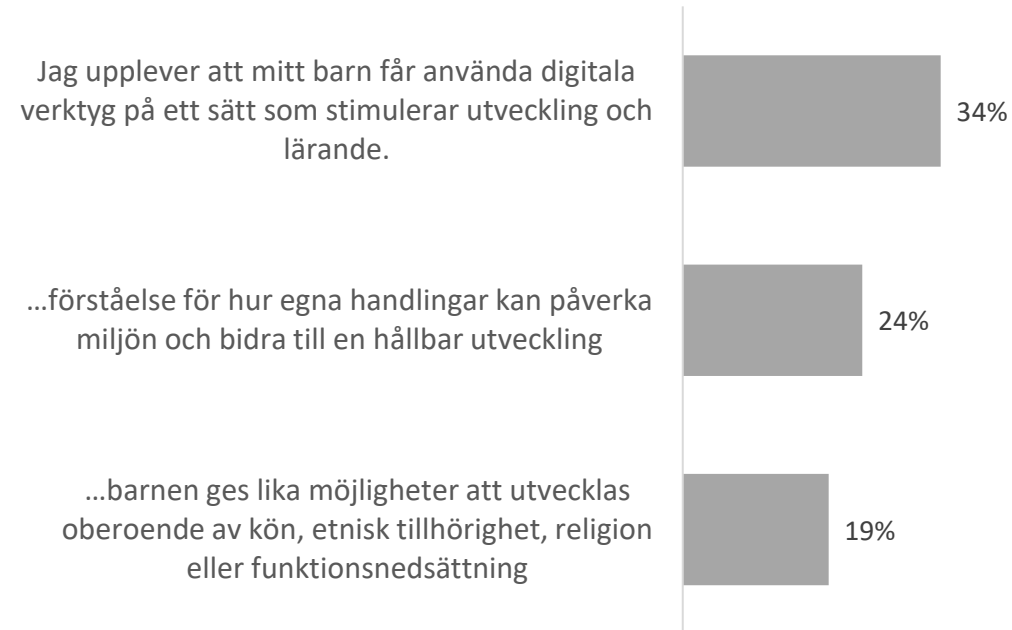 Jag upplever att mitt barn får använda digitala
verktyg på ett sätt som stimulerar utveckling och
lärande.
34%
...förståelse för hur egna handlingar kan påverka
miljön och bidra till en hållbar utveckling
24%
...barnen ges lika möjligheter att utvecklas
oberoende av kön, etnisk tillhörighet, religion
eller funktionsnedsättning
19%